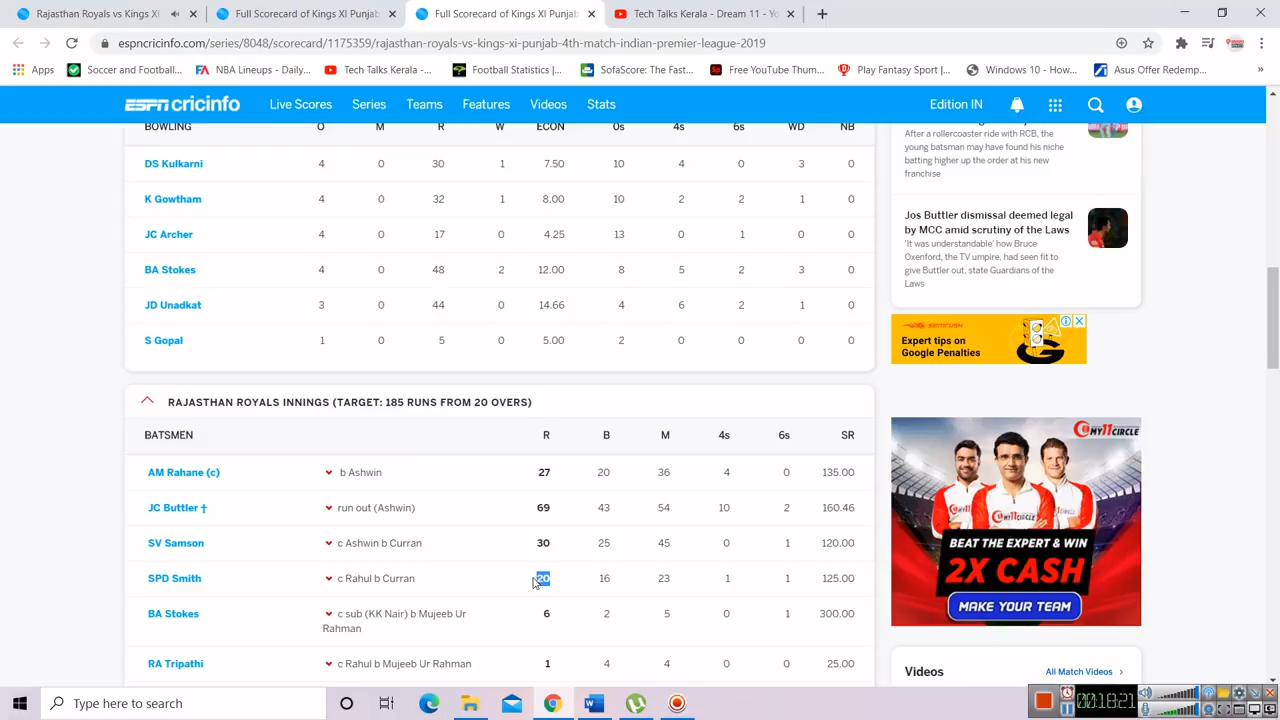 Rajasthan Royals vs Kings XI
Full Scorecard of Kings XI Punjab
Full Scorecard of Kings XI Punjab
Tech Talks Kerala - Dream 11 - Yo
espncricinfo.com/series/8048/scorecard/1175359/rajasthan-royals-vs-kings-xi-punjab-4th-match-indian-premier-league-2019
Apps Soccer and Football... NBA Lineups - Daily... Tech Talks Kerala -... Football Statistics |... SofaScore: The Fast... Free YouTube Thum... Play Fantasy Sport |... Windows 10 - How... Asus Offer Redemp... »
ESPN cricinfo Live Scores Series Teams Features Videos Stats Edition IN
BOWLING O M R W ECON 0s 4s 6s WD NB
DS Kulkarni 4 0 30 1 7.50 10 4 0 3 0
K Gowtham 4 0 32 1 8.00 10 2 2 1 0
JC Archer 4 0 17 0 4.25 13 0 1 0 0
BA Stokes 4 0 48 2 12.00 8 5 2 3 0
JD Unadkat 3 0 44 0 14.66 4 6 2 1 0
S Gopal 1 0 5 0 5.00 2 0 0 0 0
RAJASTHAN ROYALS INNINGS (TARGET: 185 RUNS FROM 20 OVERS)
BATSMEN R B M 4s 6s SR
AM Rahane (c) b Ashwin 27 20 36 4 0 135.00
JC Buttler † run out (Ashwin) 69 43 54 10 2 160.46
SV Samson c Ashwin b Curran 30 25 45 0 1 120.00
SPD Smith c Rahul b Curran 20 16 23 1 1 125.00
BA Stokes c sub (KK Nair) b Mujeeb Ur 6 2 5 0 1 300.00
Rahman
RA Tripathi c Rahul b Mujeeb Ur Rahman 1 4 4 0 0 25.00
After a rollercoaster ride with RCB, the
young batsman may have found his niche
batting higher up the order at his new
franchise
Jos Buttler dismissal deemed legal
by MCC amid scrutiny of the Laws
'It was understandable' how Bruce
Oxenford, the TV umpire, had seen fit to
give Buttler out, state Guardians of the
Laws
SEMRUSH
Expert tips on
Google Penalties
MY11CIRCLE
BEAT THE EXPERT & WIN
2X CASH
MAKE YOUR TEAM
Videos All Match Videos
Type here to search
00:18:21